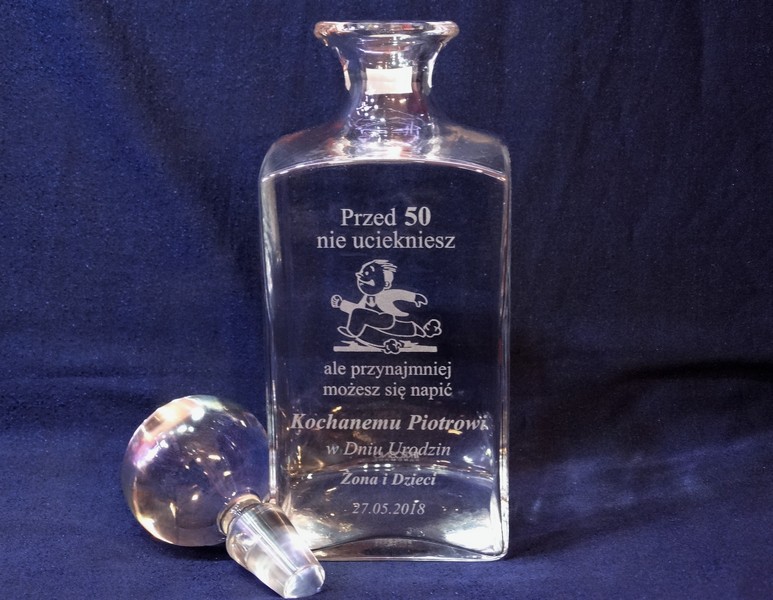 Przed 50
nie uciekniesz
ale przynajmniej
możesz się napić
Kochanemu Piotrowi
w Dniu Urodzin
Żona i Dzieci
27.05.2018